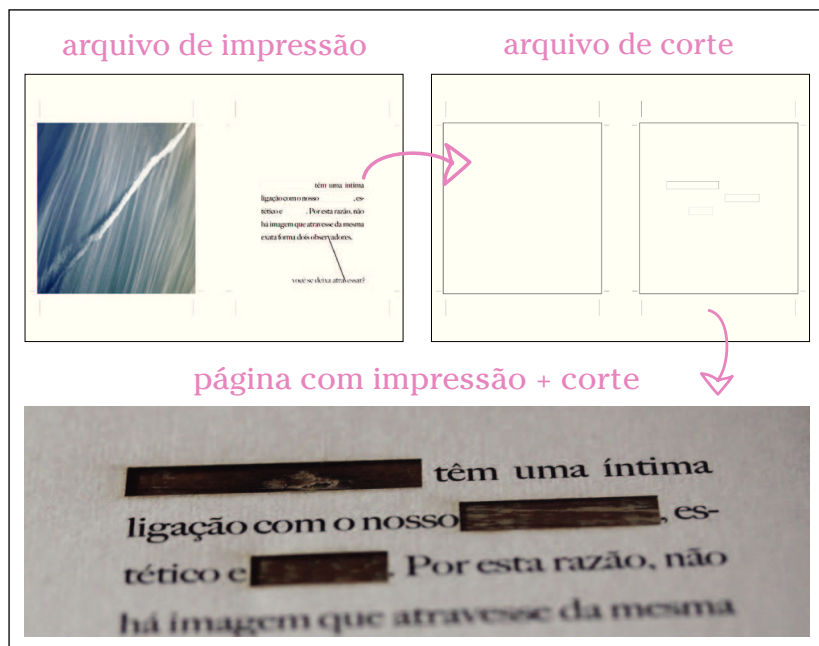 arquivo de impressão
arquivo de corte
têm uma íntima
ligação com o nosso , es-
tético e . Por esta razão, não
há imagem que atravesse da mesma
exata forma dois observadores.
você se deixa atravessar?
página com impressão + corte
têm uma íntima
ligação com o nosso , es-
tético e . Por esta razão, não
há imagem que atravesse da mesma